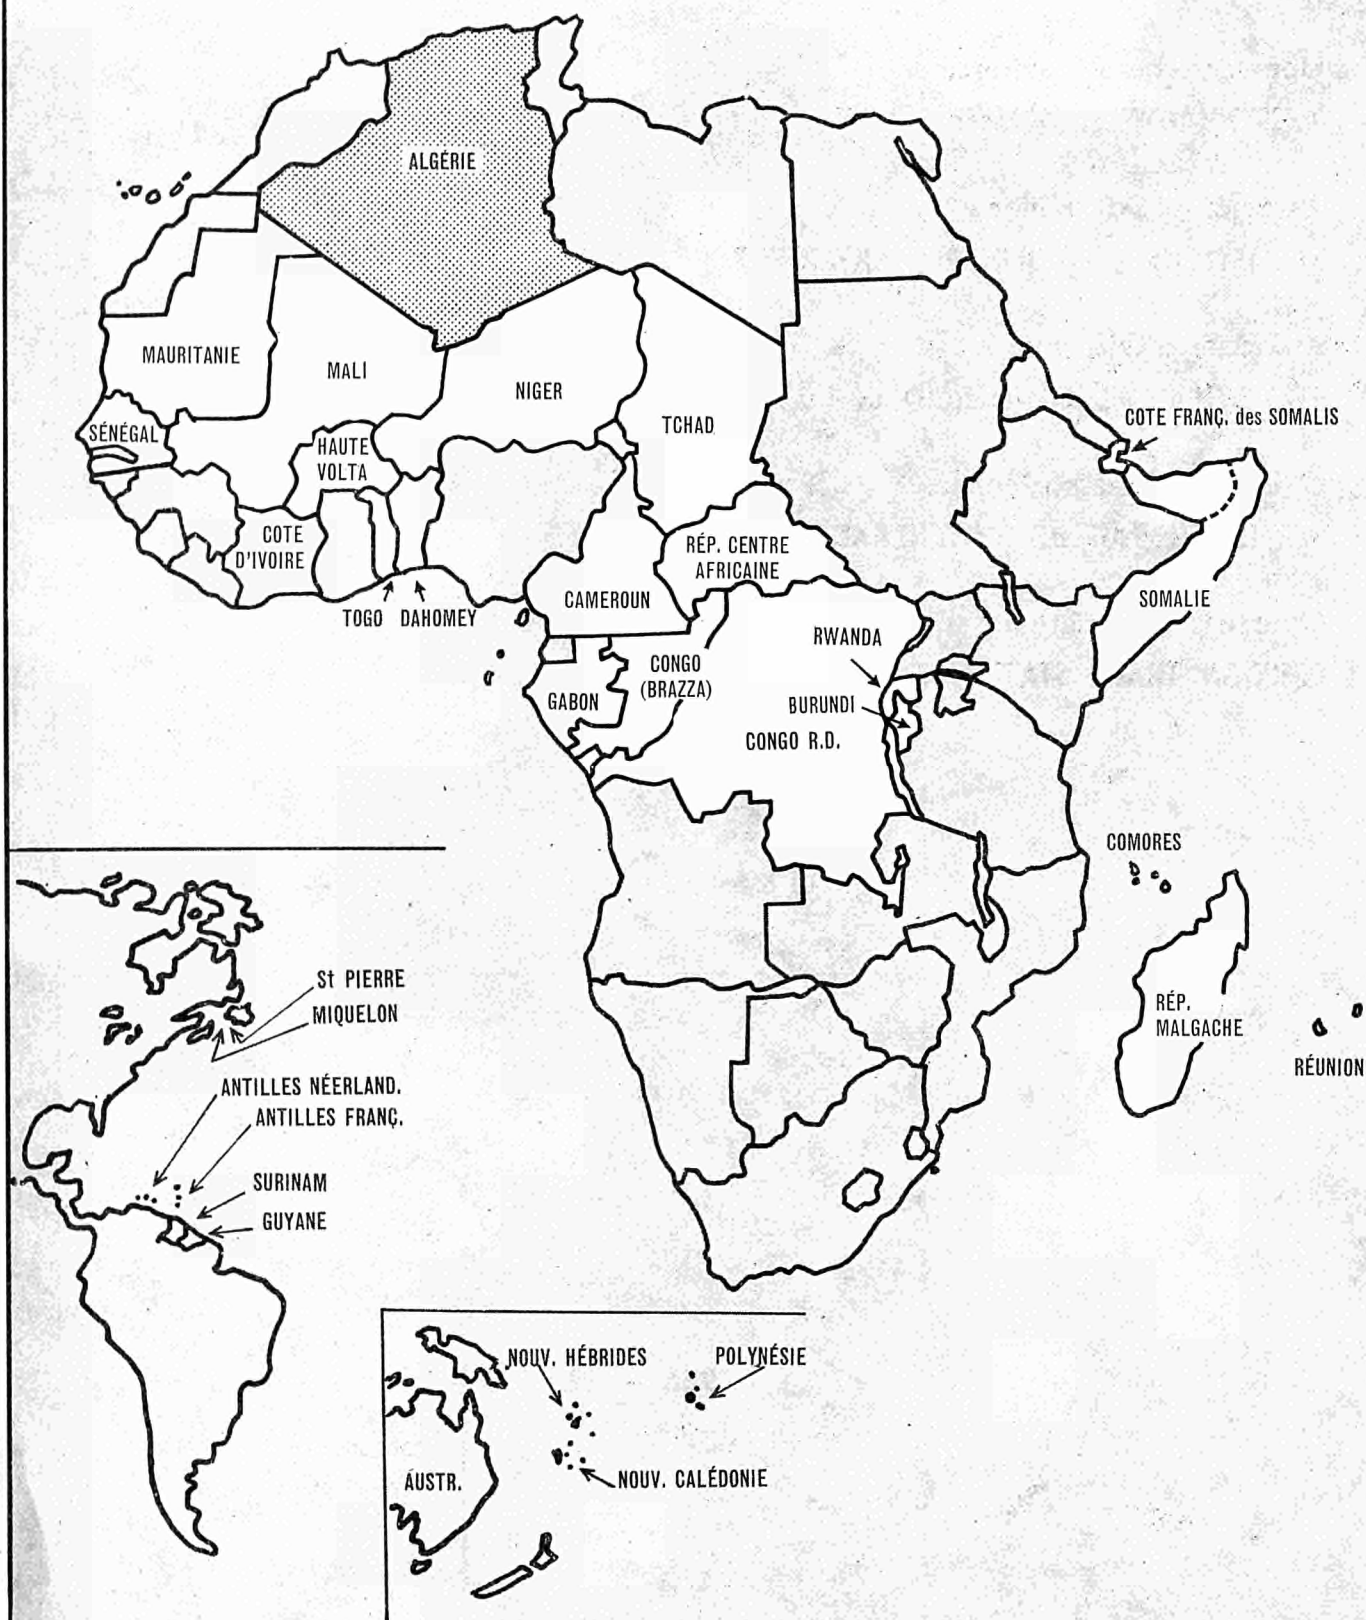 ALGÉRIE
MAURITANIE
MALI
NIGER
TCHAD
SÉNÉGAL
HAUTE
VOLTA
COTE FRANÇ. des SOMALIS
COTE
D'IVOIRE
RÉP. CENTRE
AFRICAINE
TOGO
DAHOMEY
CAMEROUN
SOMALIE
RWANDA
CONGO
(BRAZZA)
GABON
BURUNDI
CONGO R.D.
COMORES
RÉP.
MALGACHE
RÉUNION
St PIERRE
MIQUELON
ANTILLES NÉERLAND.
ANTILLES FRANÇ.
SURINAM
GUYANE
NOUV. HÉBRIDES
POLYNÉSIE
AUSTR.
NOUV. CALÉDONIE